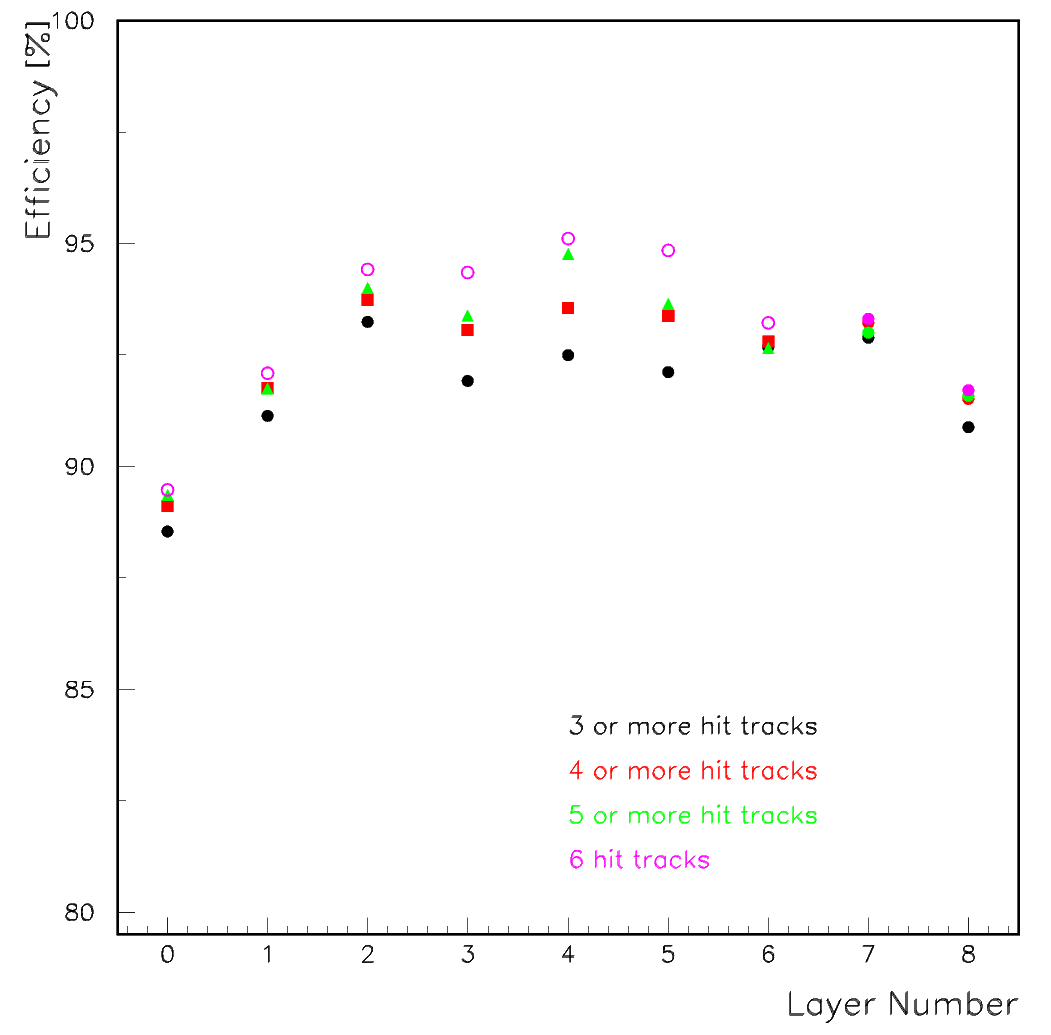 Efficiency [%]
100
95
90
85
80
3 or more hit tracks
4 or more hit tracks
5 or more hit tracks
6 hit tracks
0 1 2 3 4 5 6 7 8
Layer Number